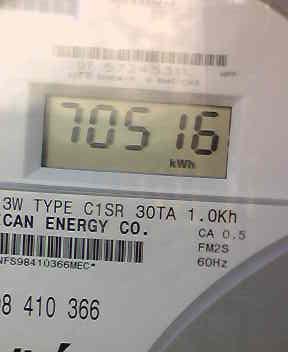 70516
kWh
3W TYPE C1SR 30TA 1.0Kh
CAN ENERGY CO.
CA 0.5
FM2S
NFS98410366MEC*
60Hz
98 410 366